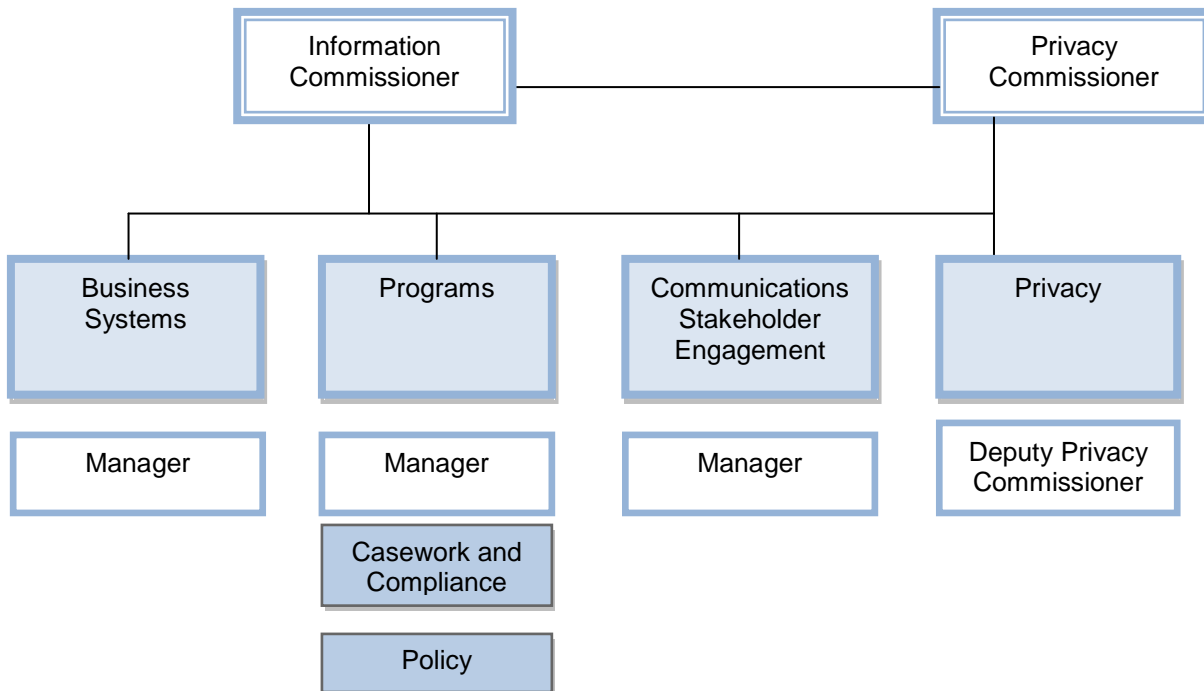 Information
Commissioner
Privacy
Commissioner
Business
Systems
Programs
Communications
Stakeholder
Engagement
Privacy
Manager
Manager
Manager
Deputy Privacy
Commissioner
Casework and
Compliance
Policy